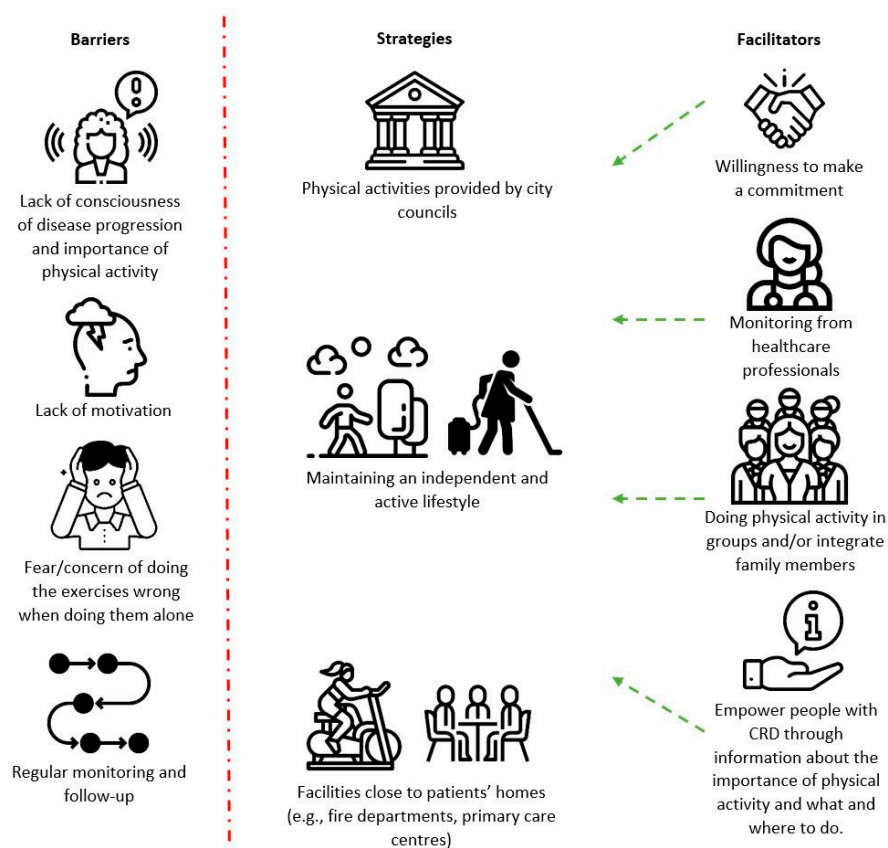 Barriers
Lack of consciousness
of disease progression
and importance of
physical activity
Lack of motivation
Fear/concern of doing
the exercises wrong
when doing them alone
Regular monitoring and
follow-up
Strategies
Physical activities provided by city
councils
Maintaining an independent and
active lifestyle
Facilities close to patients’ homes
(e.g., fire departments, primary care
centres)
Facilitators
Willingness to make
a commitment
Monitoring from
healthcare
professionals
Doing physical activity in
groups and/or integrate
family members
Empower people with
CRD through
information about the
importance of physical
activity and what and
where to do.